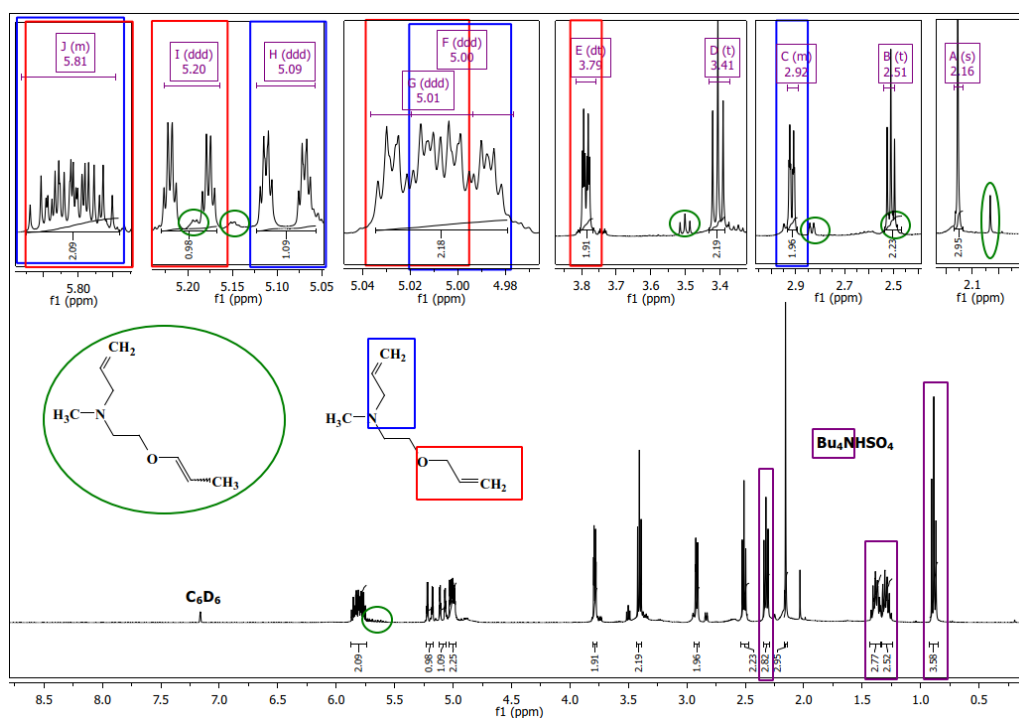 J (m)
5.81
I (ddd)
5.20
H (ddd)
5.09
F (ddd)
5.00
G (ddd)
5.01
E (dt)
3.79
D (t)
3.41
C (m)
2.92
B (t)
2.51
A (s)
2.16
2.09
0.98
1.09
2.18
1.91
2.19
1.96
2.23
2.95
5.80
5.20 5.15
5.10 5.05
5.04 5.02 5.00 4.98
3.8 3.7 3.6 3.5 3.4
2.9 2.8 2.7 2.6 2.5
2.1
f1 (ppm)
f1 (ppm)
f1 (ppm)
f1 (ppm)
f1 (ppm)
f1 (ppm)
f1 (ppm)
CH₂
H₃C
N
O
CH₃
CH₂
H₃C
N
O
CH₂
Bu₄NHSO₄
C₆D₆
2.09
0.98
1.09
2.25
1.91
2.19
1.96
2.23
2.82
2.95
2.77
2.52
3.58
8.5 8.0 7.5 7.0 6.5 6.0 5.5 5.0 4.5 4.0 3.5 3.0 2.5 2.0 1.5 1.0 0.5
f1 (ppm)